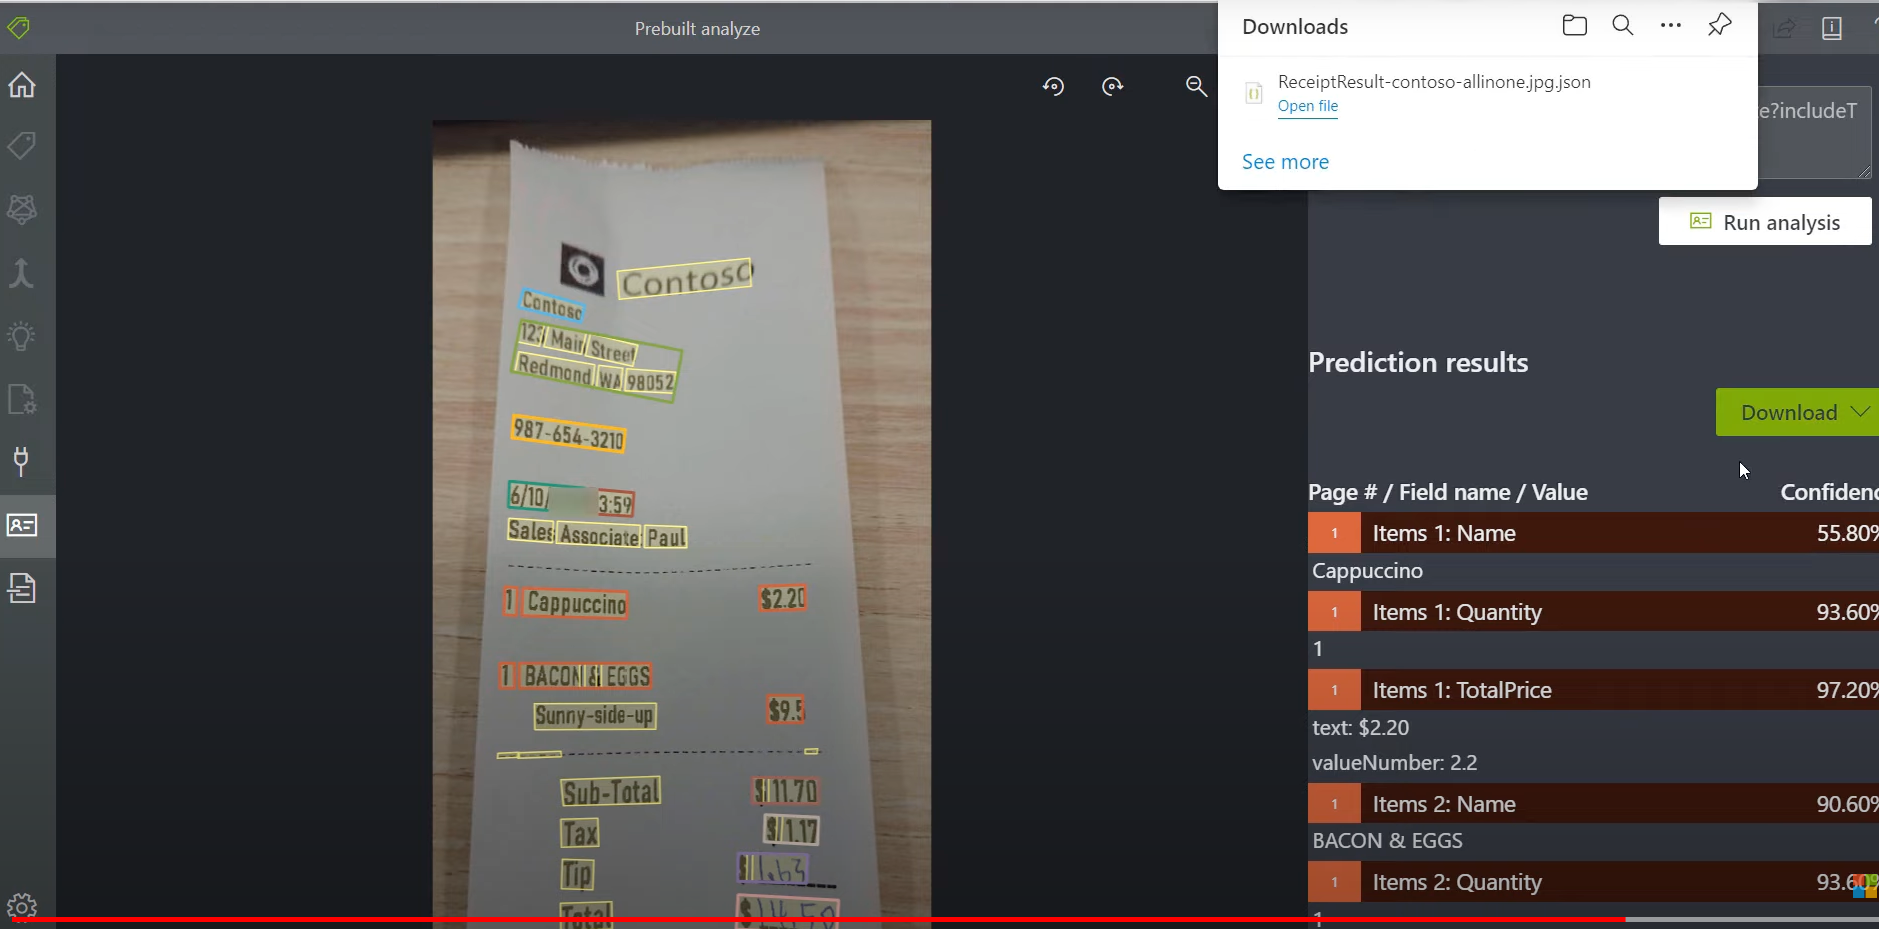 Prebuilt analyze
Downloads
ReceiptResult-contoso-allinone.jpg.json
Open file
See more
e?includeT
Run analysis
Contoso
Contoso
123 Main Street
Redmond WA 98052
987-654-3210
6/10/ 3:59
Sales Associate Paul
1 Cappuccino $2.20
1 BACON & EGGS
Sunny-side-up $9.5
Sub-Total $ 11.70
Tax $ 1.17
Tip $ 1.63
Total $ 14.50
Prediction results
Download
Page # / Field name / Value Confidenc
1 Items 1: Name 55.80%
Cappuccino
1 Items 1: Quantity 93.60%
1
1 Items 1: TotalPrice 97.20%
text: $2.20
valueNumber: 2.2
1 Items 2: Name 90.60%
BACON & EGGS
1 Items 2: Quantity 93.60%
1